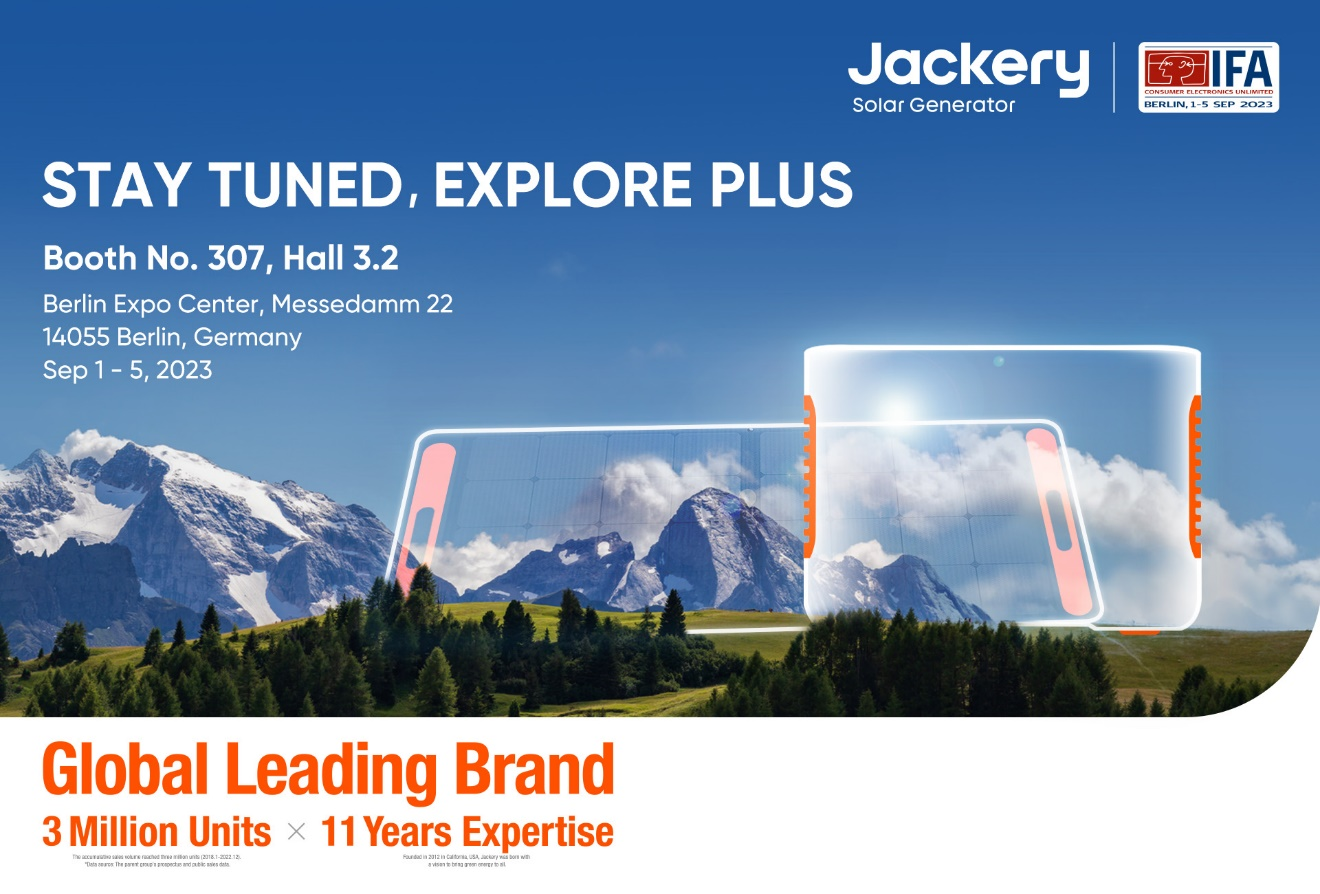 Jackery
Solar Generator
IFA
CONSUMER ELECTRONICS UNLIMITED
BERLIN, 1-5 SEP 2023
STAY TUNED, EXPLORE PLUS
Booth No. 307, Hall 3.2
Berlin Expo Center, Messedamm 22
14055 Berlin, Germany
Sep 1 - 5, 2023
Global Leading Brand
3 Million Units × 11 Years Expertise
The accumulative sales volume reached three million units (2018.1-2022.12).
*Data source: The parent group's prospectus and public sales data.
Founded in 2012 in California, USA, Jackery was born with
a vision to bring green energy to all.